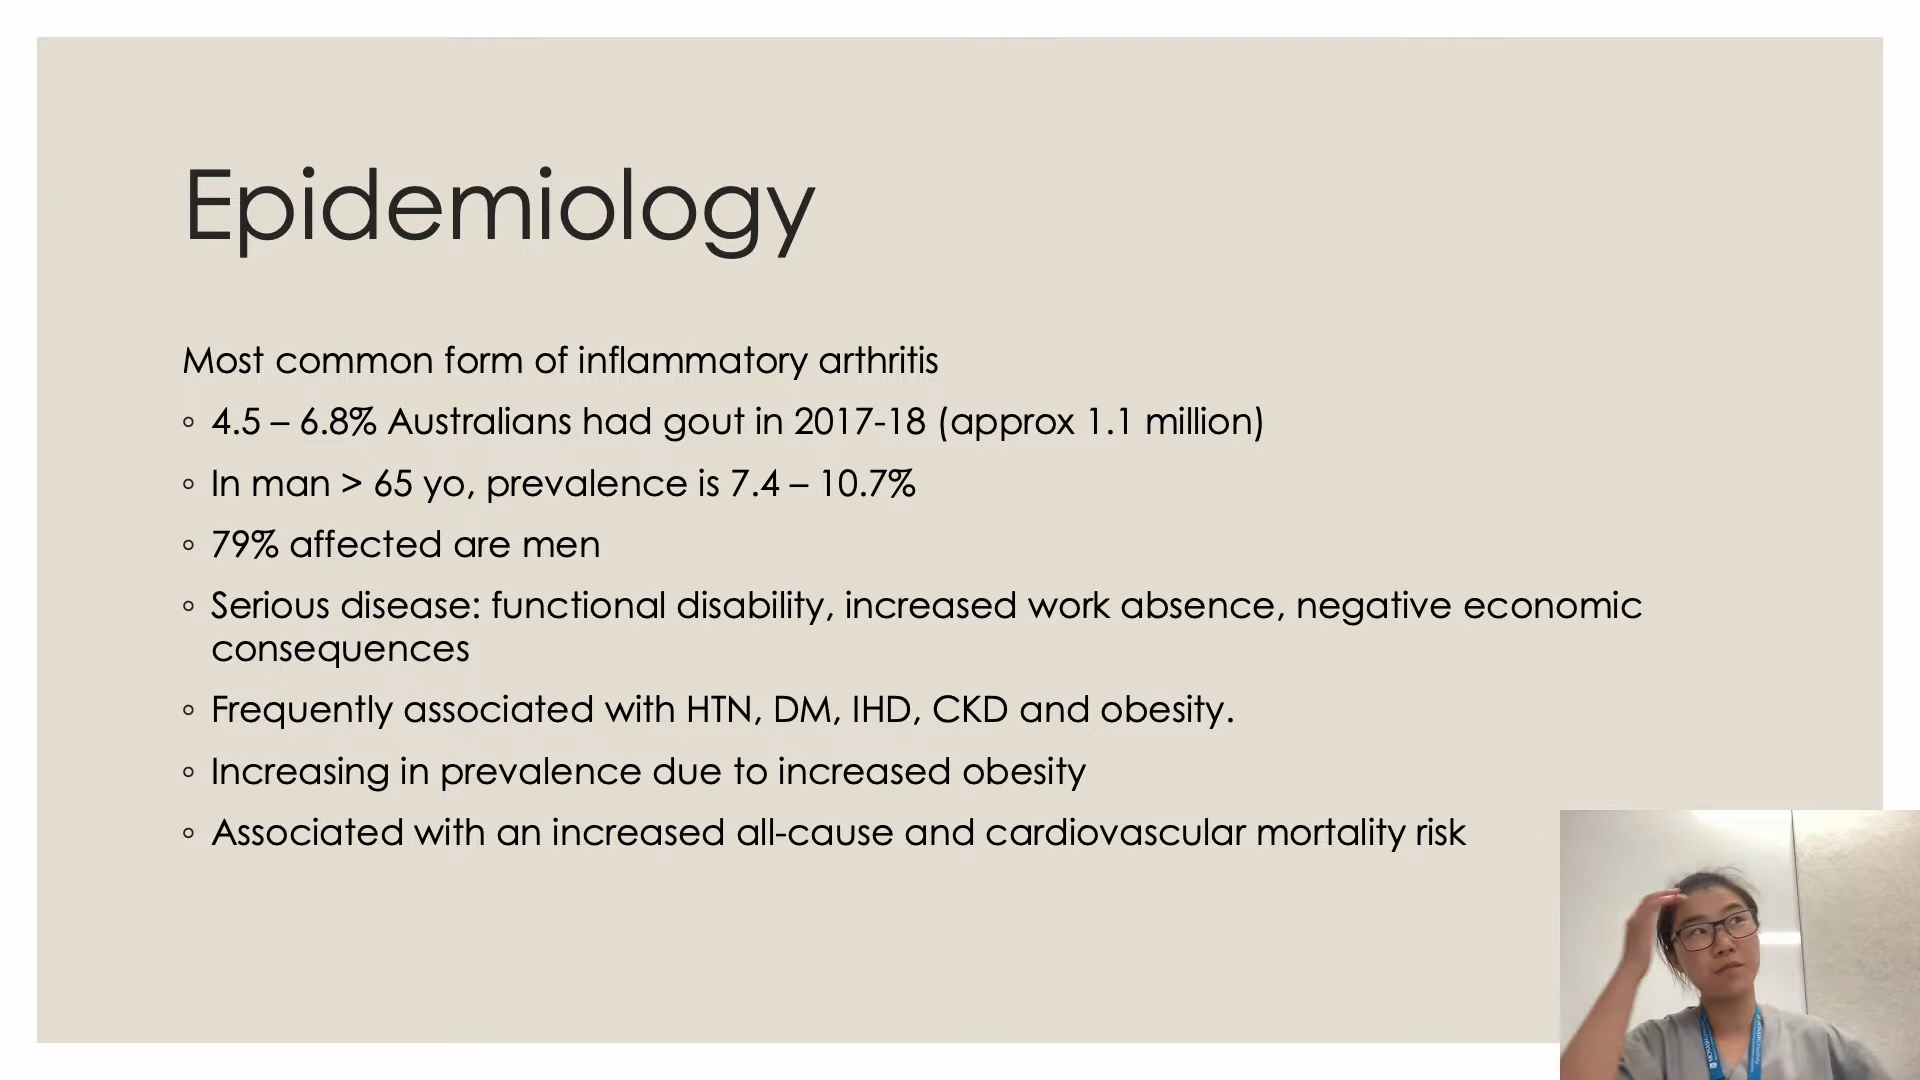 Epidemiology
Most common form of inflammatory arthritis
◦ 4.5 – 6.8% Australians had gout in 2017-18 (approx 1.1 million)
◦ In man > 65 yo, prevalence is 7.4 – 10.7%
◦ 79% affected are men
◦ Serious disease: functional disability, increased work absence, negative economic
consequences
◦ Frequently associated with HTN, DM, IHD, CKD and obesity.
◦ Increasing in prevalence due to increased obesity
◦ Associated with an increased all-cause and cardiovascular mortality risk